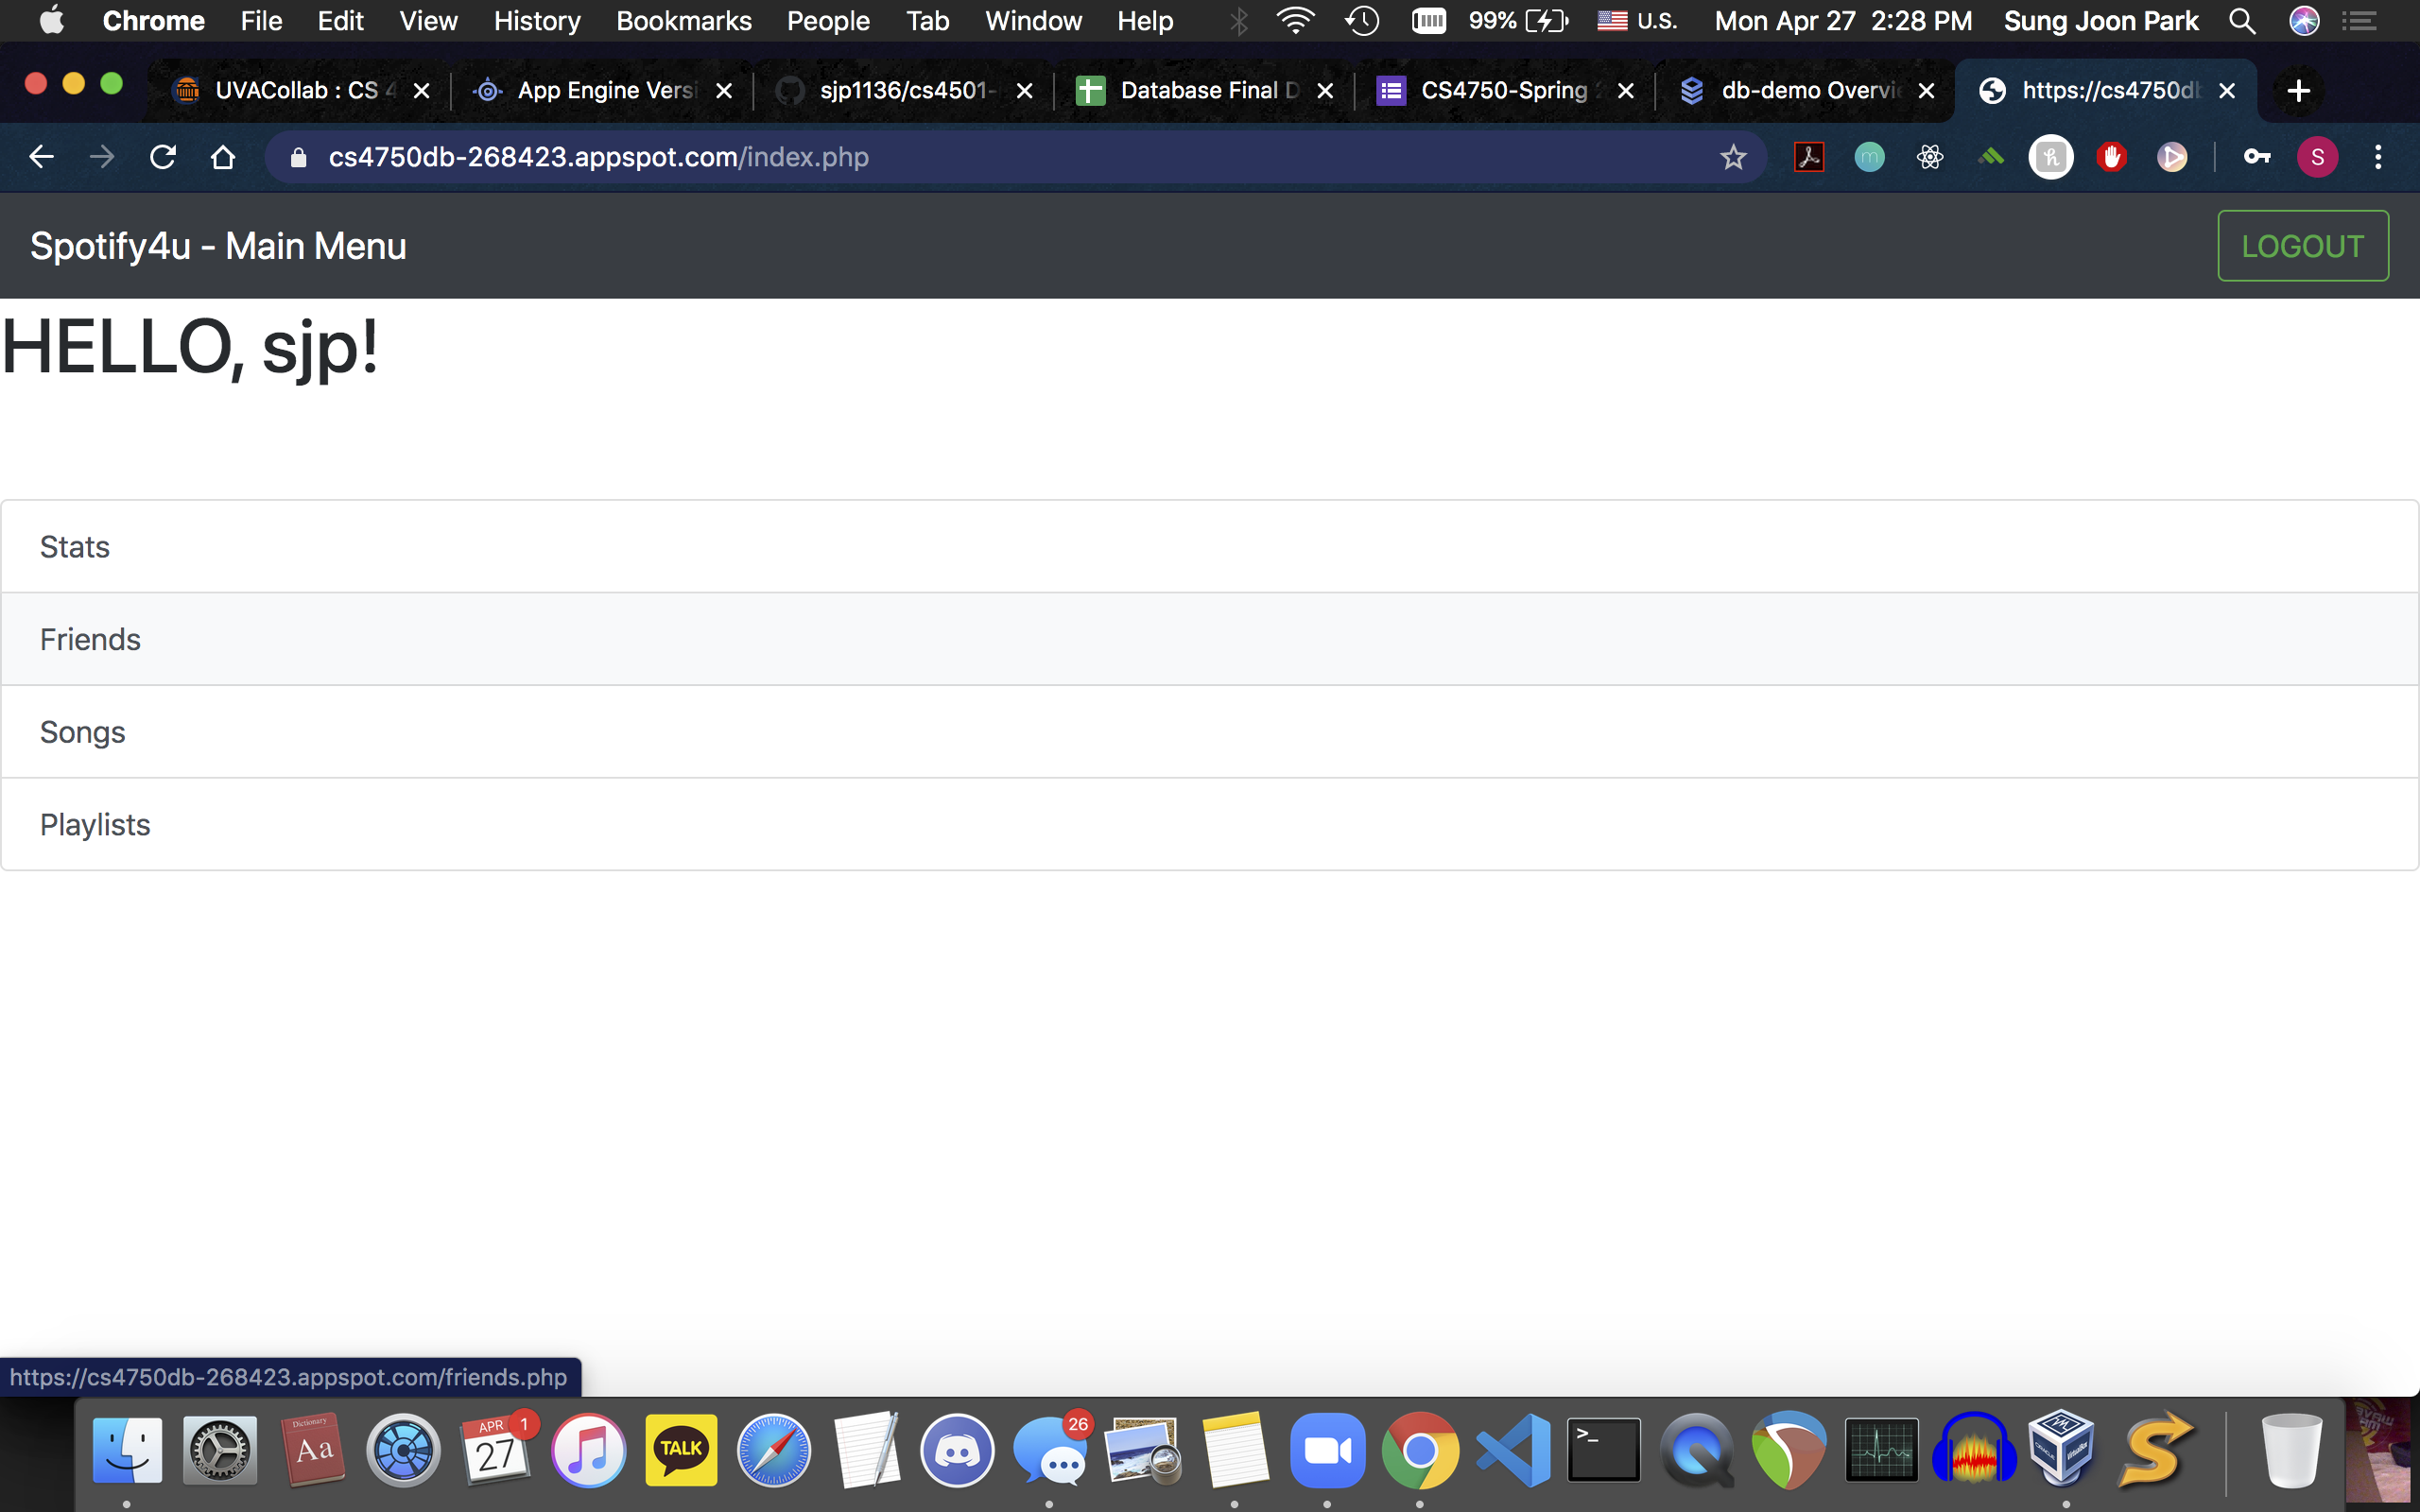 Chrome File Edit View History Bookmarks People Tab Window Help 99% U.S. Mon Apr 27 2:28 PM Sung Joon Park
UVACollab : CS 4 App Engine Versi sjp1136/cs4501- Database Final D CS4750-Spring db-demo Overvi https://cs4750db
cs4750db-268423.appspot.com/index.php
m h S
Spotify4u - Main Menu LOGOUT
HELLO, sjp!
Stats
Friends
Songs
Playlists
https://cs4750db-268423.appspot.com/friends.php
Dictionary Aa APR 27 1 TALK 26 >_